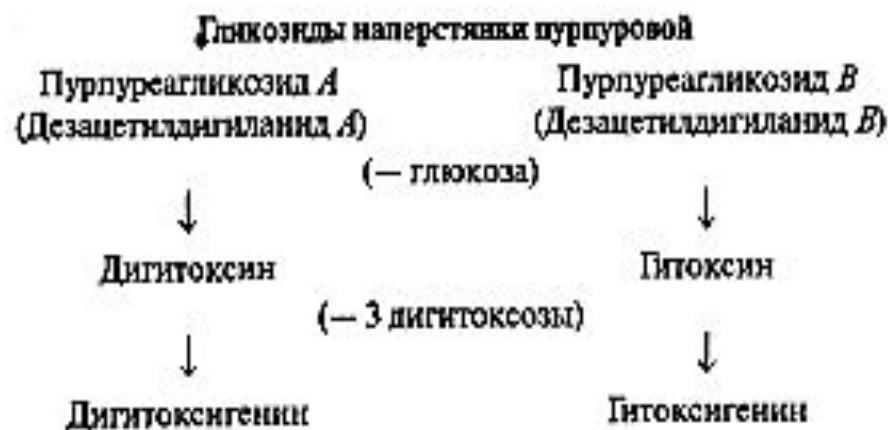 Гликозиды наперстянки пурпуровой
Пурпуреагликозид А
(Дезацетилдигиланид А)
Пурпуреагликозид В
(Дезацетилдигиланид В)
(— глюкоза)
↓ ↓
Дигитоксин Гитоксин
(— 3 дигитоксозы)
↓ ↓
Дигитоксигенин Гитоксигенин